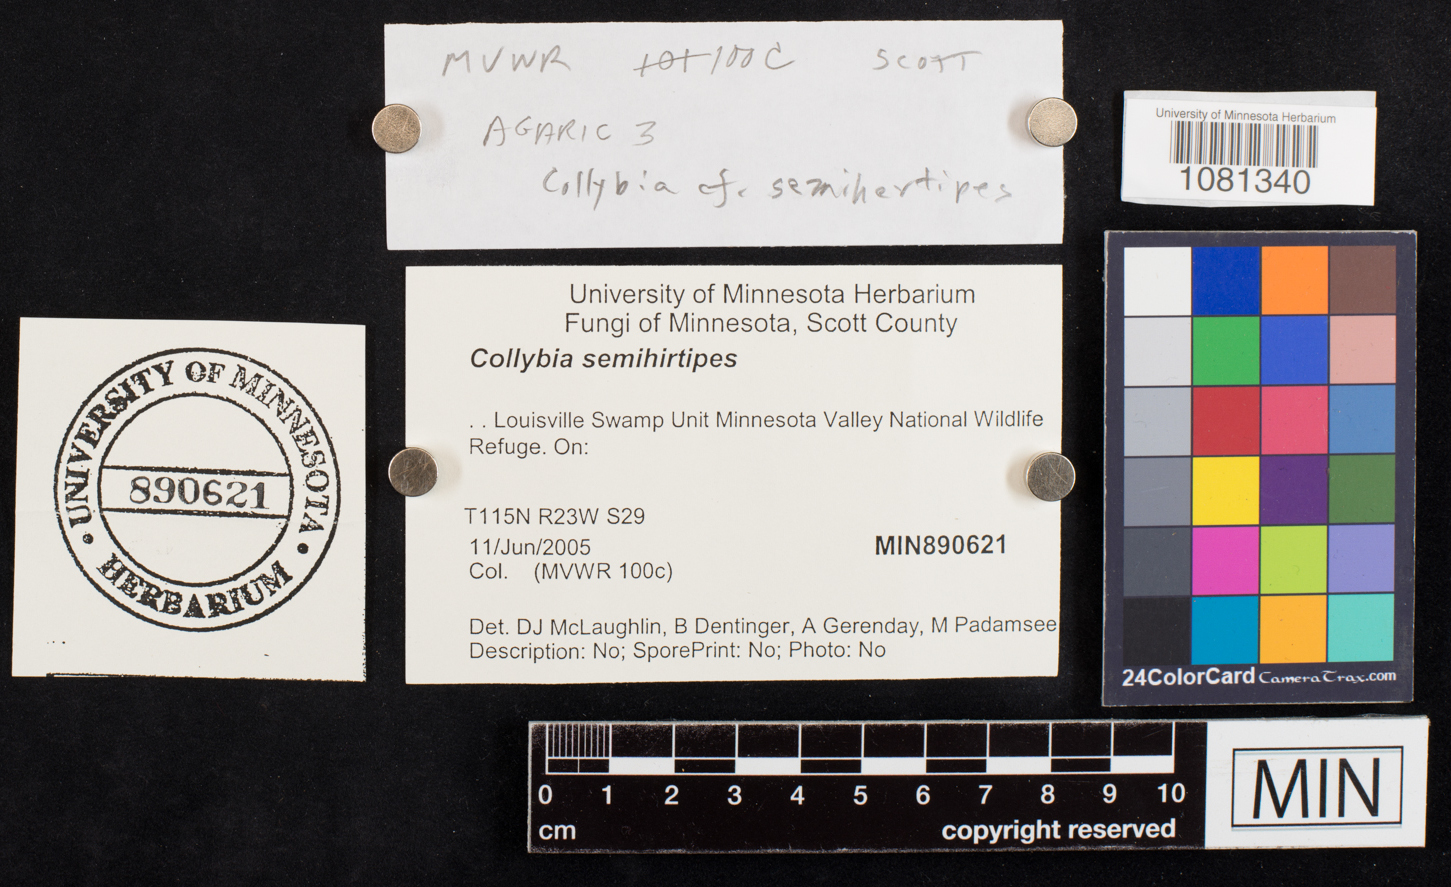 MVWR 100C SCOTT
AGARIC 3
Collybia cf. semihertipes
University of Minnesota Herbarium
1081340
University of Minnesota Herbarium
Fungi of Minnesota, Scott County
Collybia semihirtipes
. . Louisville Swamp Unit Minnesota Valley National Wildlife
Refuge. On:
T115N R23W S29
11/Jun/2005
MIN890621
Col. (MVWR 100c)
Det. DJ McLaughlin, B Dentinger, A Gerenday, M Padamsee
Description: No; SporePrint: No; Photo: No
UNIVERSITY OF MINNESOTA
890621
HERBARIUM
24ColorCard CameraTrax.com
0 1 2 3 4 5 6 7 8 9 10
cm copyright reserved
MIN